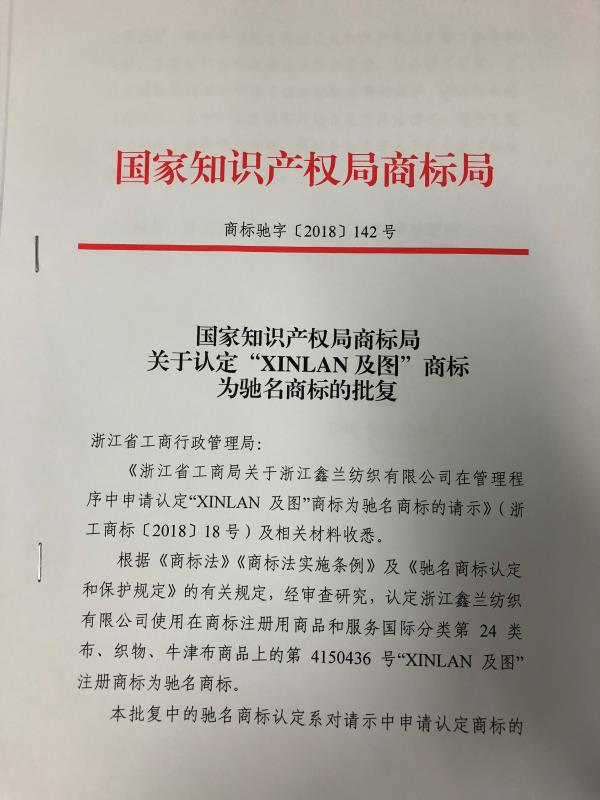 国家知识产权局商标局
商标驰字〔2018〕142号
国家知识产权局商标局
关于认定“XINLAN 及图”商标
为驰名商标的批复
浙江省工商行政管理局：
《浙江省工商局关于浙江鑫兰纺织有限公司在管理程
序中申请认定“XINLAN 及图”商标为驰名商标的请示》（浙
工商标〔2018〕18号）及相关材料收悉。
根据《商标法》《商标法实施条例》及《驰名商标认定
和保护规定》的有关规定，经审查研究，认定浙江鑫兰纺织
有限公司使用在商标注册用商品和服务国际分类第 24 类
布、织物、牛津布商品上的第 4150436 号“XINLAN 及图”
注册商标为驰名商标。
本批复中的驰名商标认定系对请示中申请认定商标的